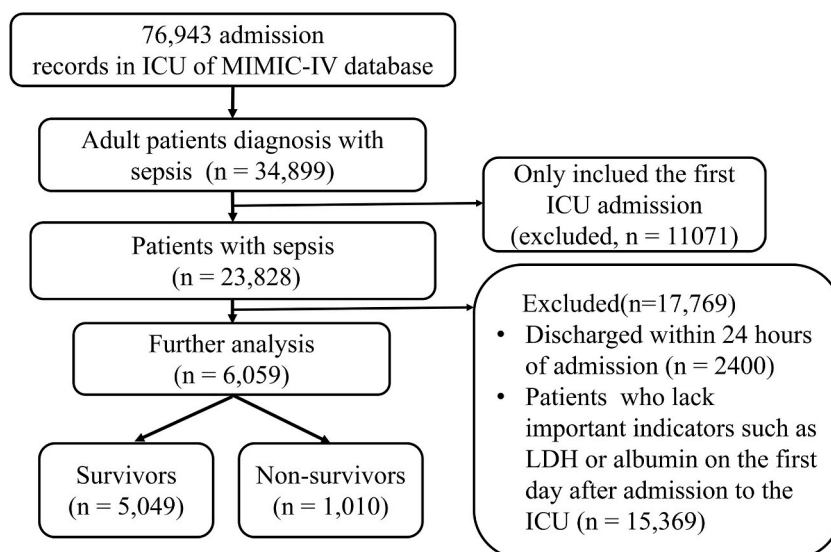 76,943 admission
records in ICU of MIMIC-IV database
Adult patients diagnosis with
sepsis (n = 34,899)
Only inclued the first
ICU admission
(excluded, n = 11071)
Patients with sepsis
(n = 23,828)
Excluded(n=17,769)
• Discharged within 24 hours
of admission (n = 2400)
• Patients who lack
important indicators such as
LDH or albumin on the first
day after admission to the
ICU (n = 15,369)
Further analysis
(n = 6,059)
Survivors
(n = 5,049)
Non-survivors
(n = 1,010)